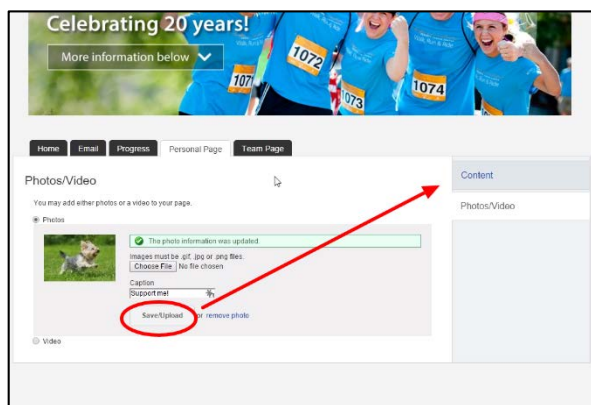 Celebrating 20 years!
More information below
1071
1072
1073
1074
Home Email Progress Personal Page Team Page
Photos/Video
You may add either photos or a video to your page.
Photos
The photo information was updated.
Images must be .gif, .jpg or .png files.
Choose File No file chosen
Caption
Support me!
Save/Upload or remove photo
Video
Content
Photos/Video